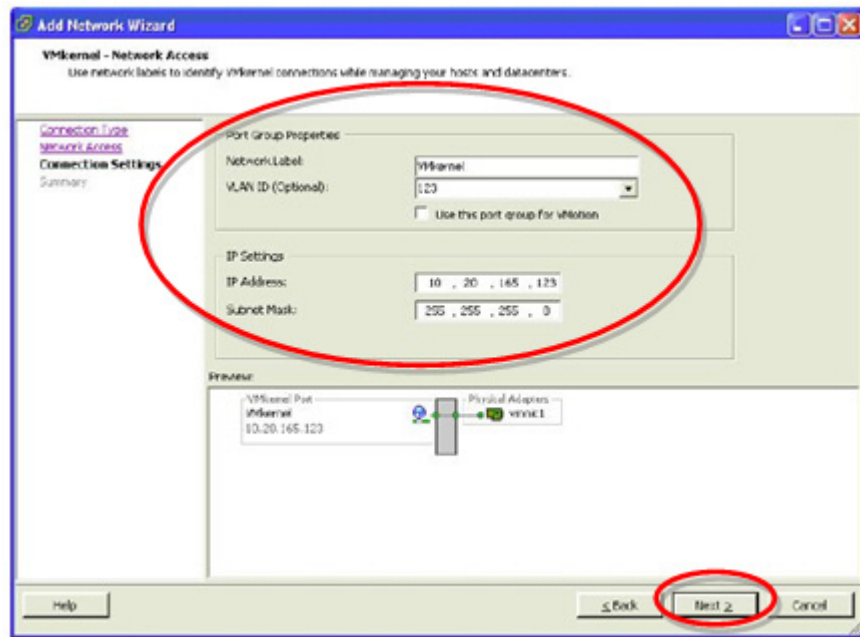 Add Network Wizard
VMkernel - Network Access
Use network labels to identify VMkernel connections while managing your hosts and datacenters.
Connection Type
Network Access
Connection Settings
Summary
Port Group Properties
Network Label:
VMkernel
VLAN ID (Optional):
123
Use this port group for VMotion
IP Settings
IP Address:
10 . 20 . 165 . 123
Subnet Mask:
255 . 255 . 255 . 0
Preview:
VMkernel Port
VMkernel
10.20.165.123
Physical Adapters
vmnic1
Help
≤ Back
Next ≥
Cancel